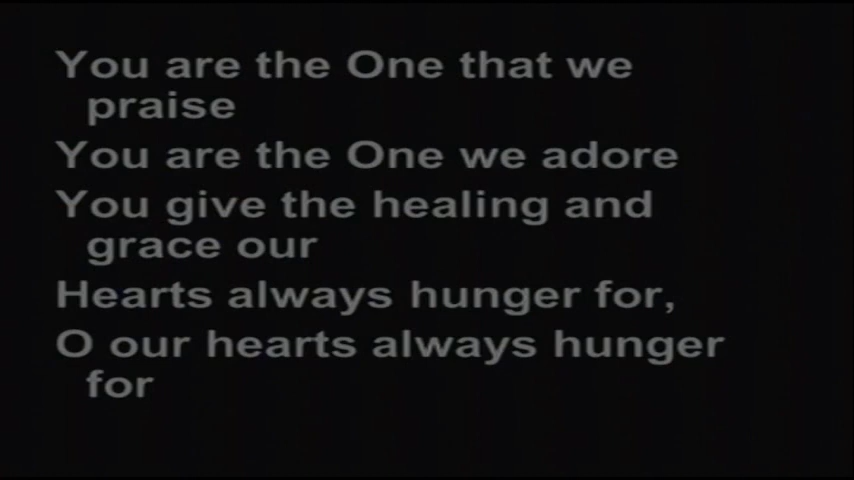 You are the One that we
praise
You are the One we adore
You give the healing and
grace our
Hearts always hunger for,
O our hearts always hunger
for